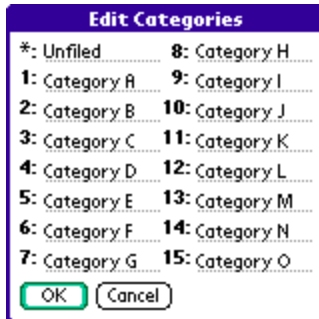 Edit Categories
*: Unfiled
1: Category A
2: Category B
3: Category C
4: Category D
5: Category E
6: Category F
7: Category G
8: Category H
9: Category I
10: Category J
11: Category K
12: Category L
13: Category M
14: Category N
15: Category O
OK Cancel